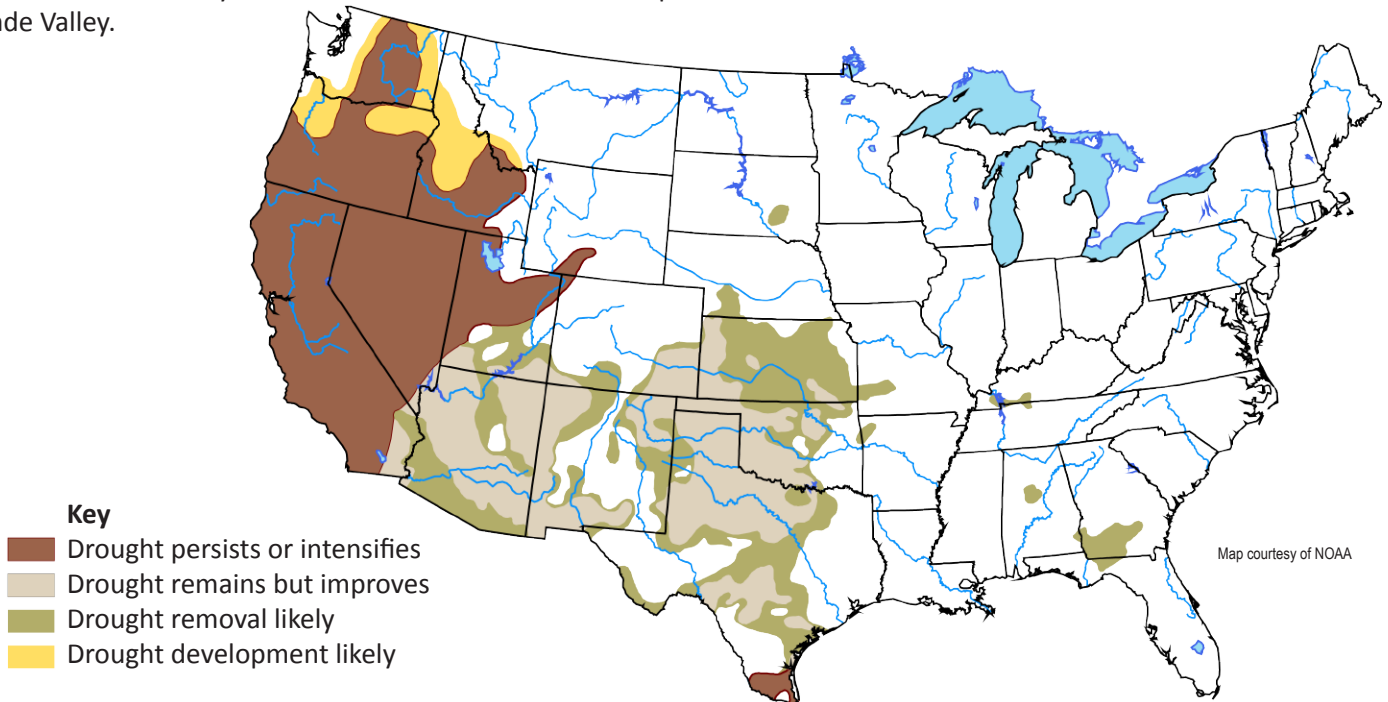 ade Valley.
Key
Drought persists or intensifies
Drought remains but improves
Drought removal likely
Drought development likely
Map courtesy of NOAA